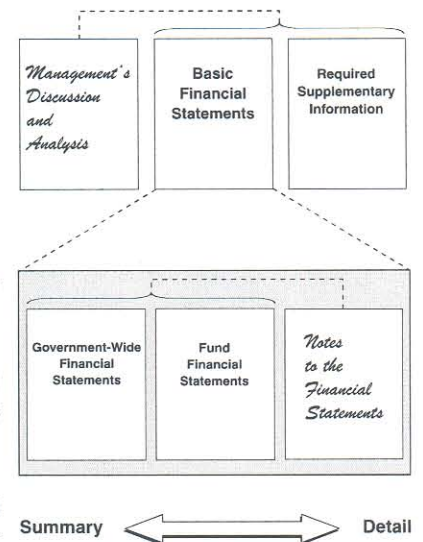 Management's
Discussion
and
Analysis
Basic
Financial
Statements
Required
Supplementary
Information
Government-Wide
Financial
Statements
Fund
Financial
Statements
Notes
to the
Financial
Statements
Summary
Detail